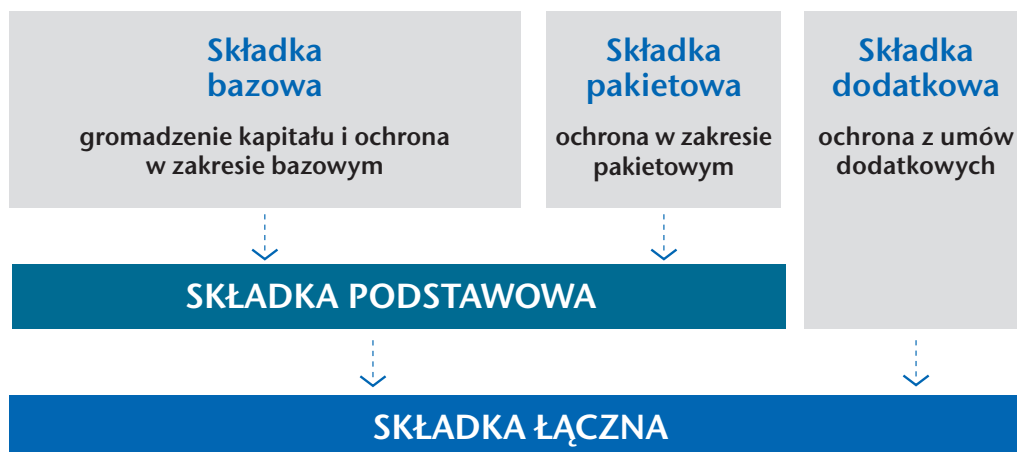 Składka
bazowa
gromadzenie kapitału i ochrona
w zakresie bazowym
Składka
pakietowa
ochrona w zakresie
pakietowym
Składka
dodatkowa
ochrona z umów
dodatkowych
SKŁADKA PODSTAWOWA
SKŁADKA ŁĄCZNA